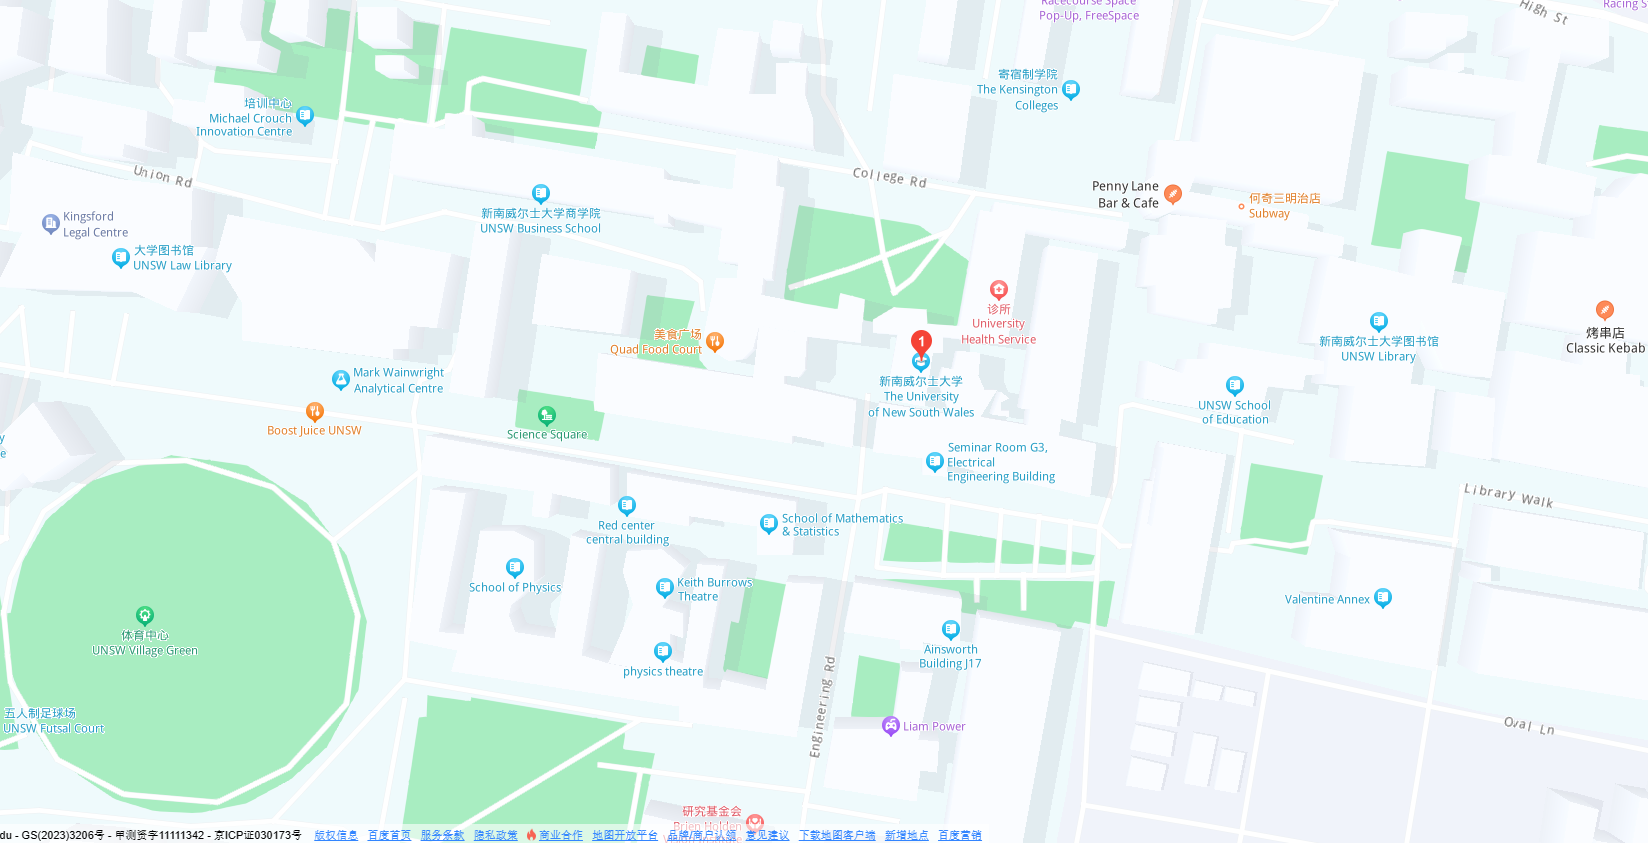 Racecourse Space
Pop-Up, FreeSpace
High St
Racing S
寄宿制学院
The Kensington
Colleges
培训中心
Michael Crouch
Innovation Centre
Union Rd
College Rd
Penny Lane
Bar & Cafe
何奇三明治店
Subway
Kingsford
Legal Centre
新南威尔士大学商学院
UNSW Business School
大学图书馆
UNSW Law Library
诊所
University
Health Service
美食广场
Quad Food Court
1
新南威尔士大学
The University
of New South Wales
新南威尔士大学图书馆
UNSW Library
烤串店
Classic Kebab
Mark Wainwright
Analytical Centre
Boost Juice UNSW
Science Square
UNSW School
of Education
y
e
Seminar Room G3,
Electrical
Engineering Building
Library Walk
Red center
central building
School of Mathematics
& Statistics
School of Physics
Keith Burrows
Theatre
Valentine Annex
体育中心
UNSW Village Green
Ainsworth
Building J17
physics theatre
Engineering Rd
五人制足球场
UNSW Futsal Court
Liam Power
Oval Ln
研究基金会
Brien Holden
du - GS(2023)3206号 - 甲测资字11111342 - 京ICP证030173号
版权信息 百度首页 服务条款 隐私政策 商业合作 地图开放平台 品牌/商户认领 意见建议 下载地图客户端 新增地点 百度营销